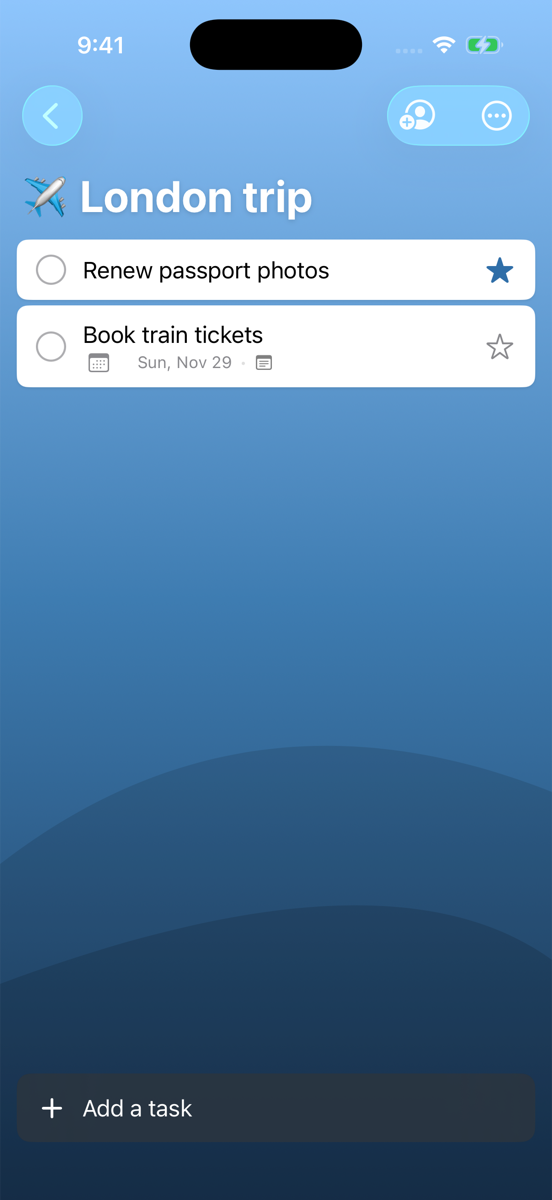 9:41
London trip
Renew passport photos
Book train tickets
Sun, Nov 29 ·
Add a task